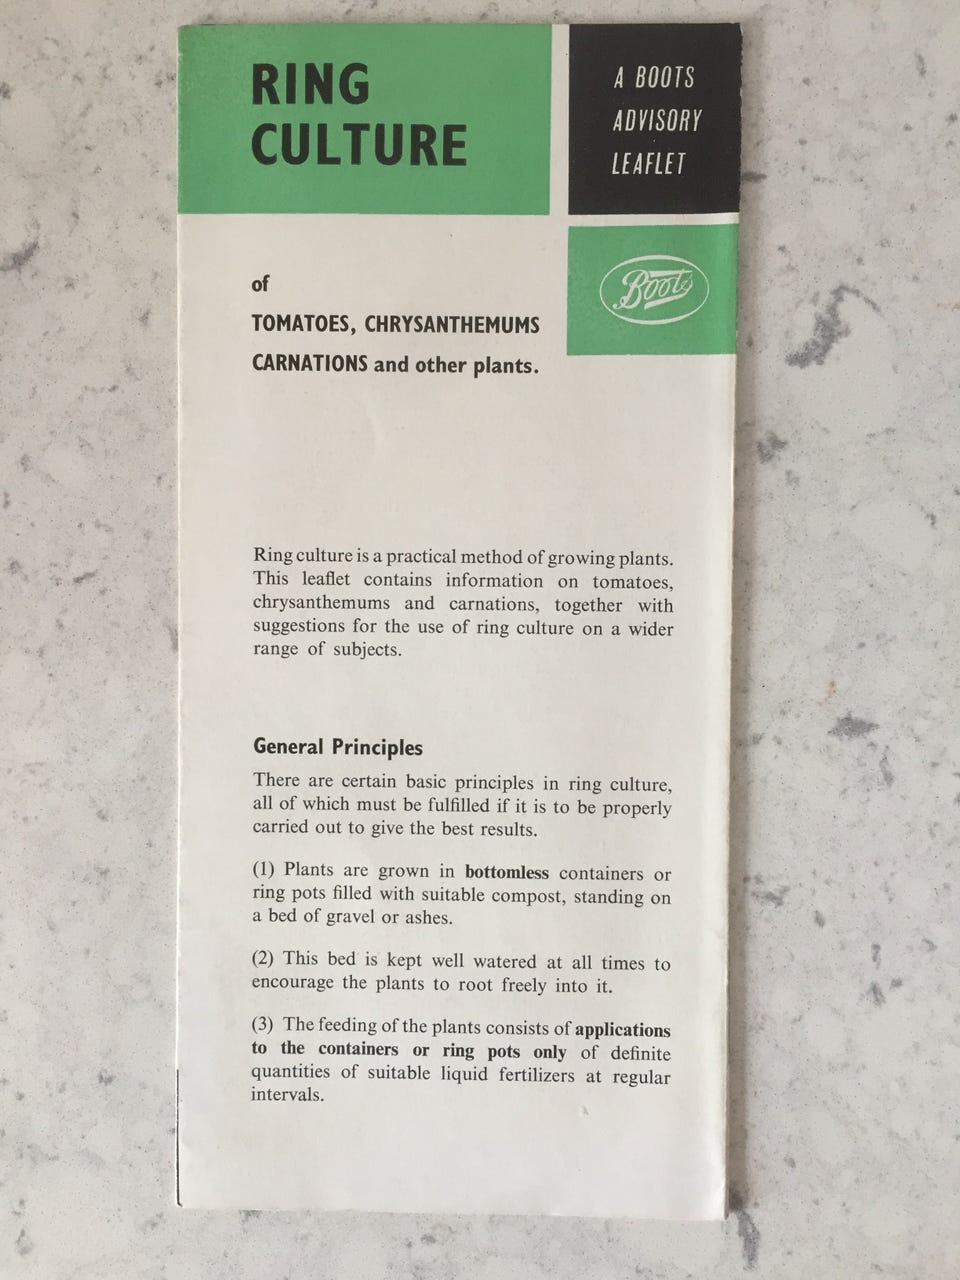 RING
CULTURE
A BOOTS
ADVISORY
LEAFLET
Boots
of
TOMATOES, CHRYSANTHEMUMS
CARNATIONS and other plants.
Ring culture is a practical method of growing plants.
This leaflet contains information on tomatoes,
chrysanthemums and carnations, together with
suggestions for the use of ring culture on a wider
range of subjects.
General Principles
There are certain basic principles in ring culture,
all of which must be fulfilled if it is to be properly
carried out to give the best results.
(1) Plants are grown in bottomless containers or
ring pots filled with suitable compost, standing on
a bed of gravel or ashes.
(2) This bed is kept well watered at all times to
encourage the plants to root freely into it.
(3) The feeding of the plants consists of applications
to the containers or ring pots only of definite
quantities of suitable liquid fertilizers at regular
intervals.